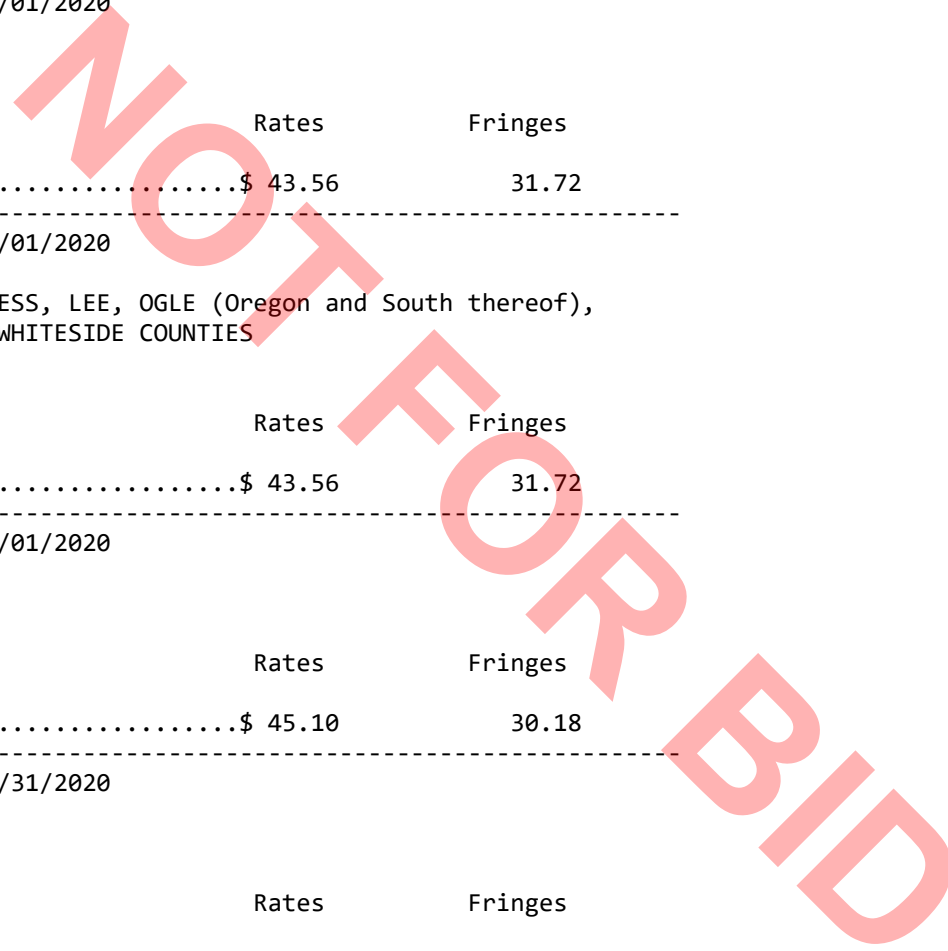 /01/2020
Rates Fringes
.................$ 43.56 31.72
------------------------------------------------
/01/2020
ESS, LEE, OGLE (Oregon and South thereof),
WHITESIDE COUNTIES
Rates Fringes
.................$ 43.56 31.72
------------------------------------------------
/01/2020
Rates Fringes
.................$ 45.10 30.18
------------------------------------------------
/31/2020
Rates Fringes
NOT FOR BID